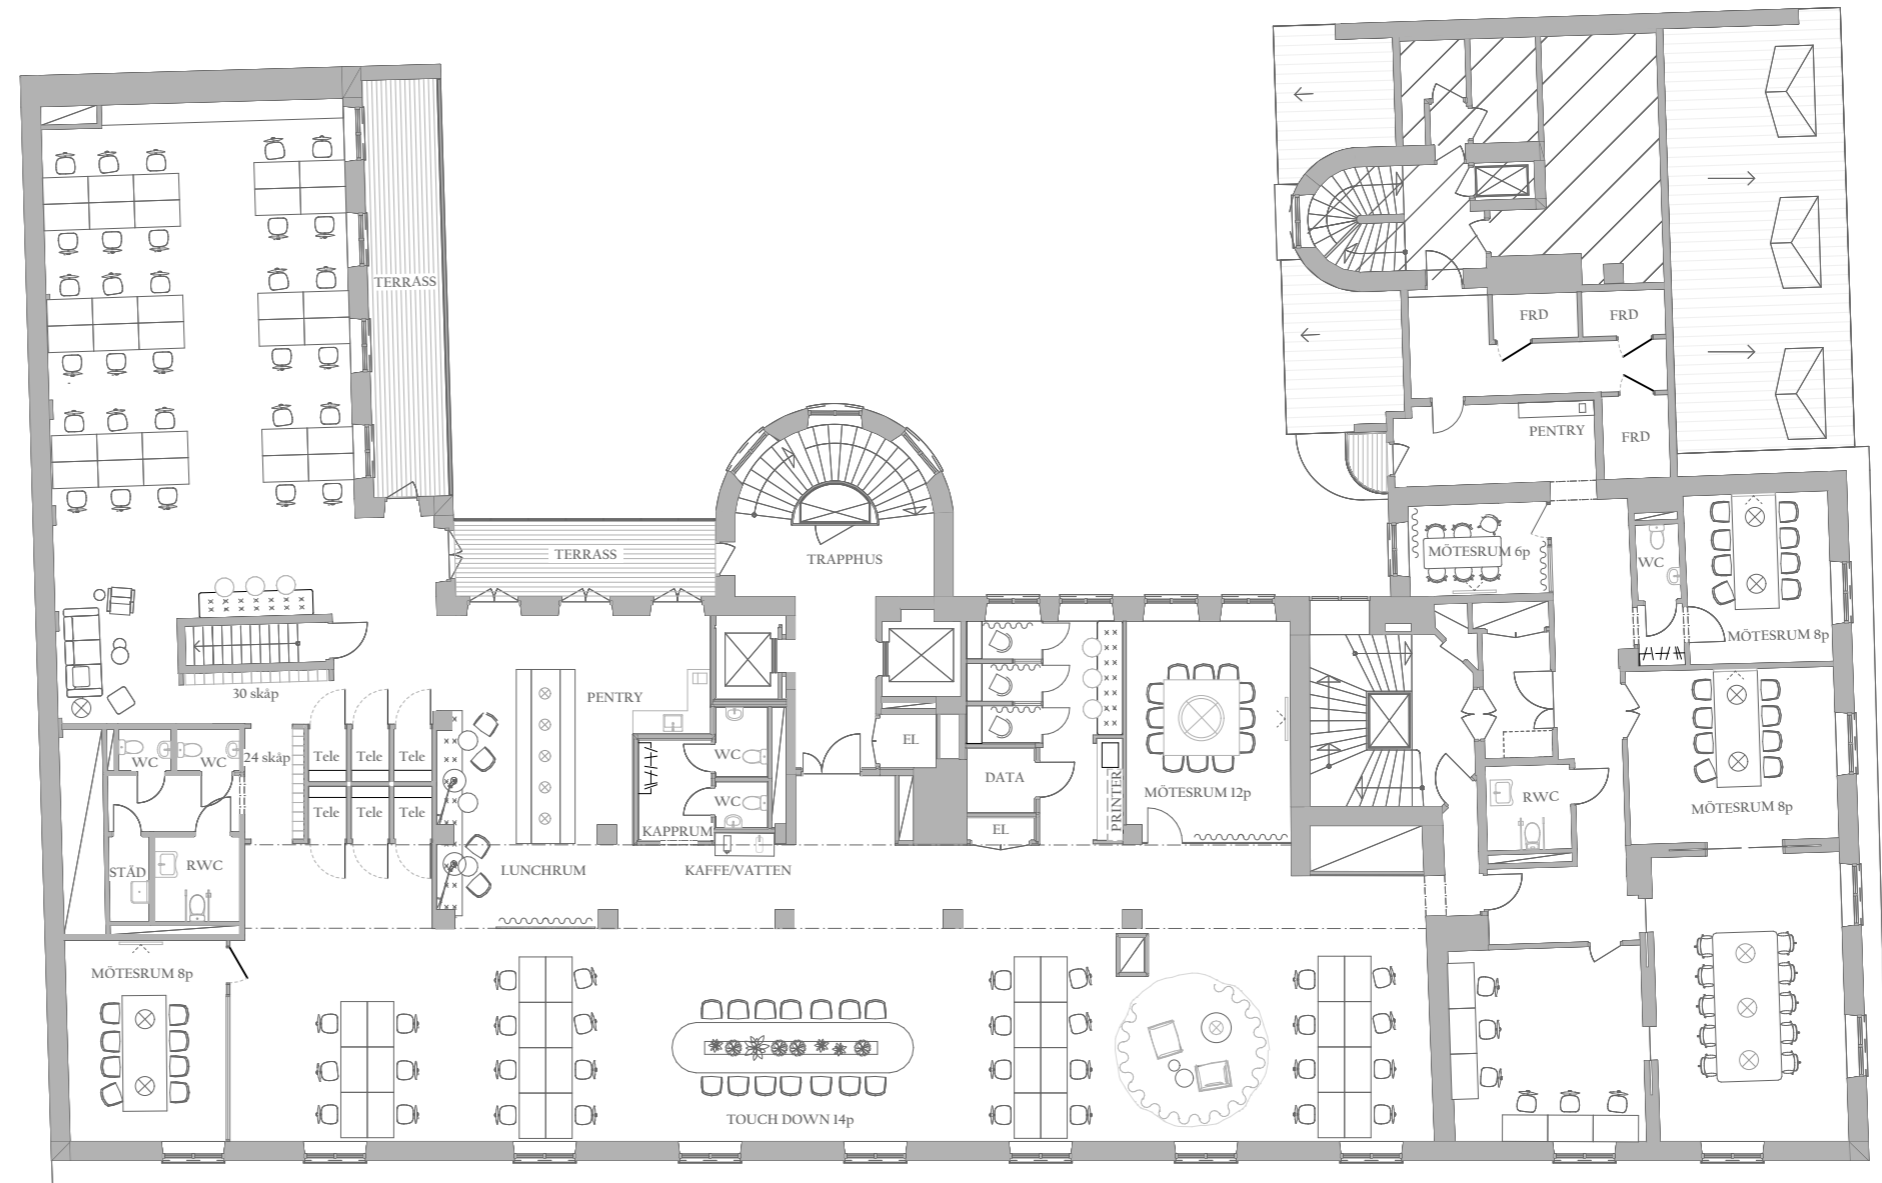 TERRASS
FRD
FRD
PENTRY
FRD
TERRASS
TRAPPHUS
MÖTESRUM 6p
WC
MÖTESRUM 8p
30 skåp
PENTRY
EL
WC
WC
24 skåp
Tele
Tele
Tele
WC
DATA
PRINTER
MÖTESRUM 12p
RWC
MÖTESRUM 8p
Tele
Tele
Tele
WC
KAPPRUM
EL
STÄD
RWC
LUNCHRUM
KAFFE/VATTEN
MÖTESRUM 8p
TOUCH DOWN 14p